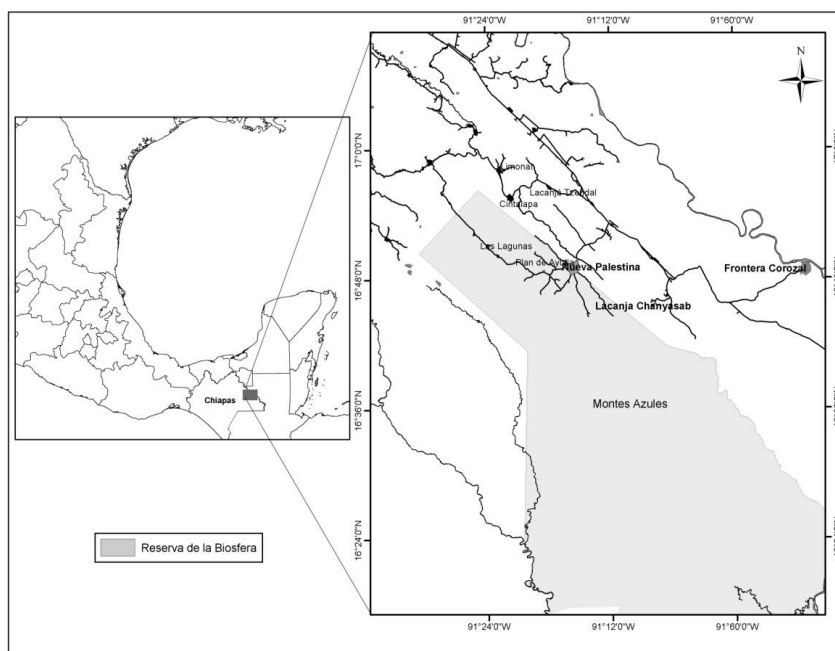 91°24'0"W
91°12'0"W
91°60'0"W
N
17°0'0"N
Limonar
Lacanjá Tzeltal
Cintalapa
Las Lagunas
Plan de Ayutla
Nueva Palestina
Frontera Corozal
16°48'0"N
Lacanja Chanyasab
Chiapas
Montes Azules
16°36'0"N
16°24'0"N
Reserva de la Biosfera
91°24'0"W
91°12'0"W
91°60'0"W